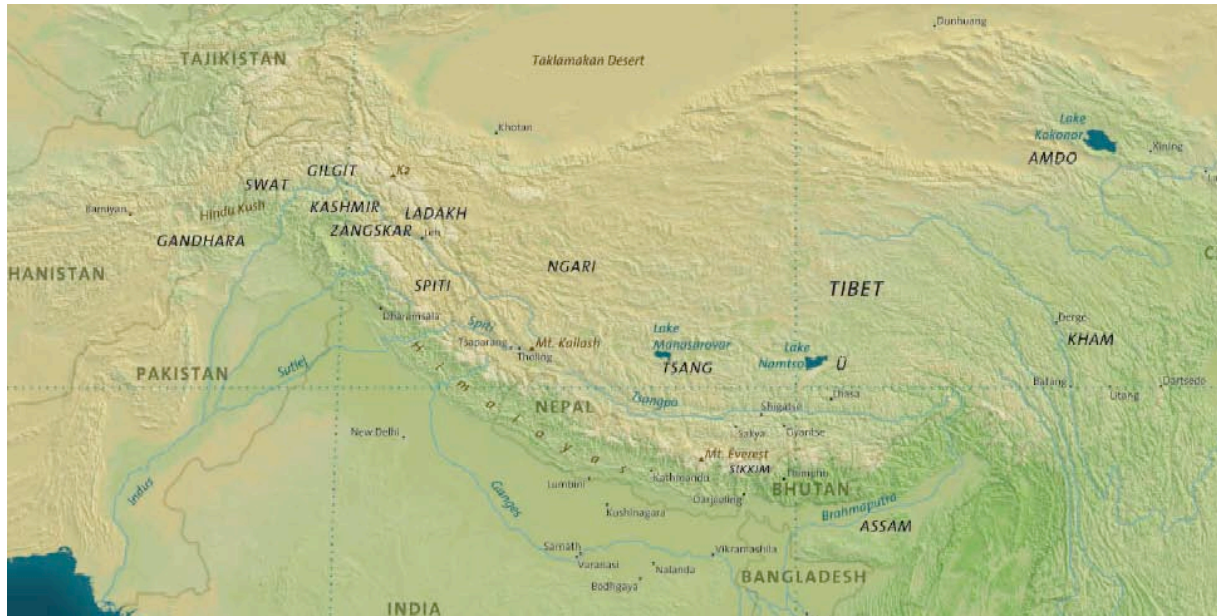 Dunhuang
TAJIKISTAN
Taklamakan Desert
Khotan
Lake
Kokonor
Xining
AMDO
GILGIT
K2
SWAT
Bamiyan
Hindu Kush
KASHMIR
LADAKH
ZANGSKAR
Leh
GANDHARA
NGARI
HANISTAN
SPITI
TIBET
Dharamsala
Spiti
Derge
Tsaparang
Mt. Kailash
Tholing
Lake
Manasarovar
TSANG
Lake
Namtso
Ü
KHAM
Sutlej
PAKISTAN
Himalayas
Batang
Litang
Dartsedo
NEPAL
Tsangpo
Lhasa
Shigatse
New Delhi
Sakya
Gyantse
Mt. Everest
SIKKIM
Thimphu
Kathmandu
Lumbini
Indus
Ganges
Darjeeling
BHUTAN
Kushinagara
Brahmaputra
ASSAM
Sarnath
Varanasi
Vikramashila
Nalanda
Bodhgaya
BANGLADESH
INDIA